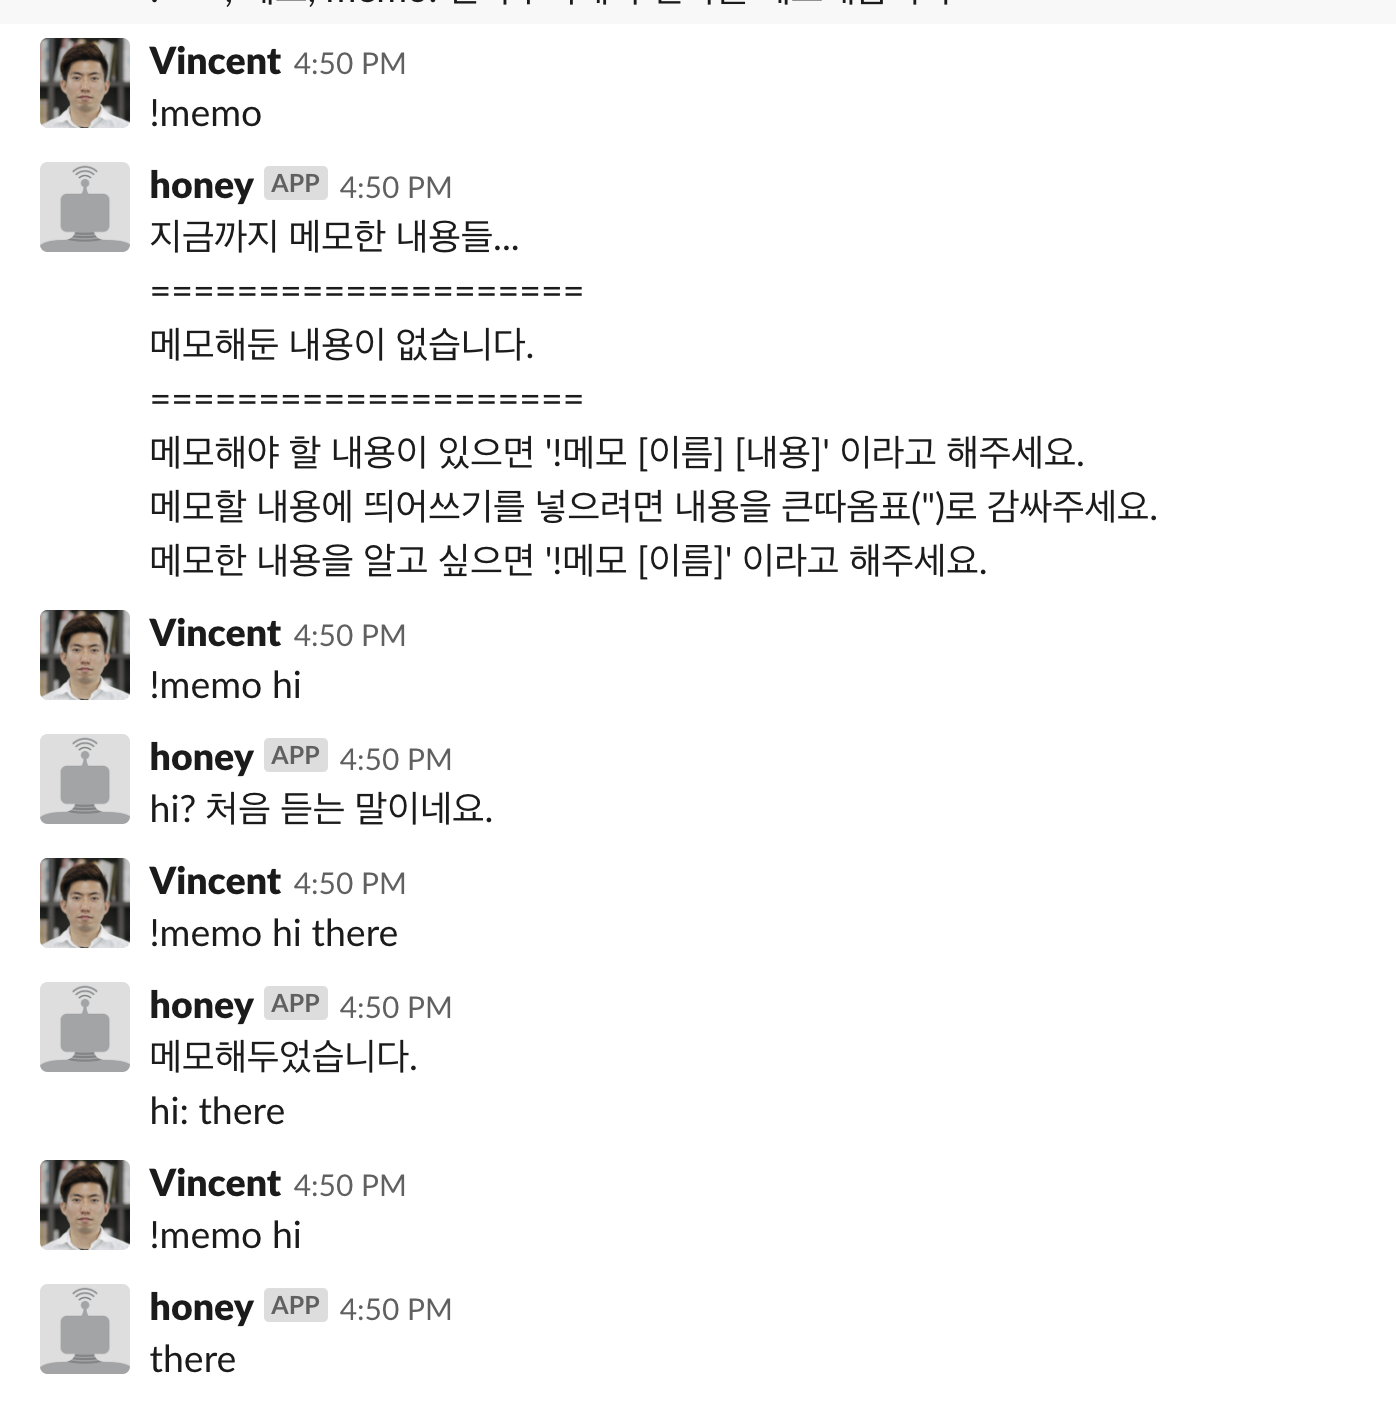 Vincent 4:50 PM
!memo
honey APP 4:50 PM
지금까지 메모한 내용들...
====================
메모해둔 내용이 없습니다.
====================
메모해야 할 내용이 있으면 '!메모 [이름] [내용]' 이라고 해주세요.
메모할 내용에 띄어쓰기를 넣으려면 내용을 큰따옴표(")로 감싸주세요.
메모한 내용을 알고 싶으면 '!메모 [이름]' 이라고 해주세요.
Vincent 4:50 PM
!memo hi
honey APP 4:50 PM
hi? 처음 듣는 말이네요.
Vincent 4:50 PM
!memo hi there
honey APP 4:50 PM
메모해두었습니다.
hi: there
Vincent 4:50 PM
!memo hi
honey APP 4:50 PM
there